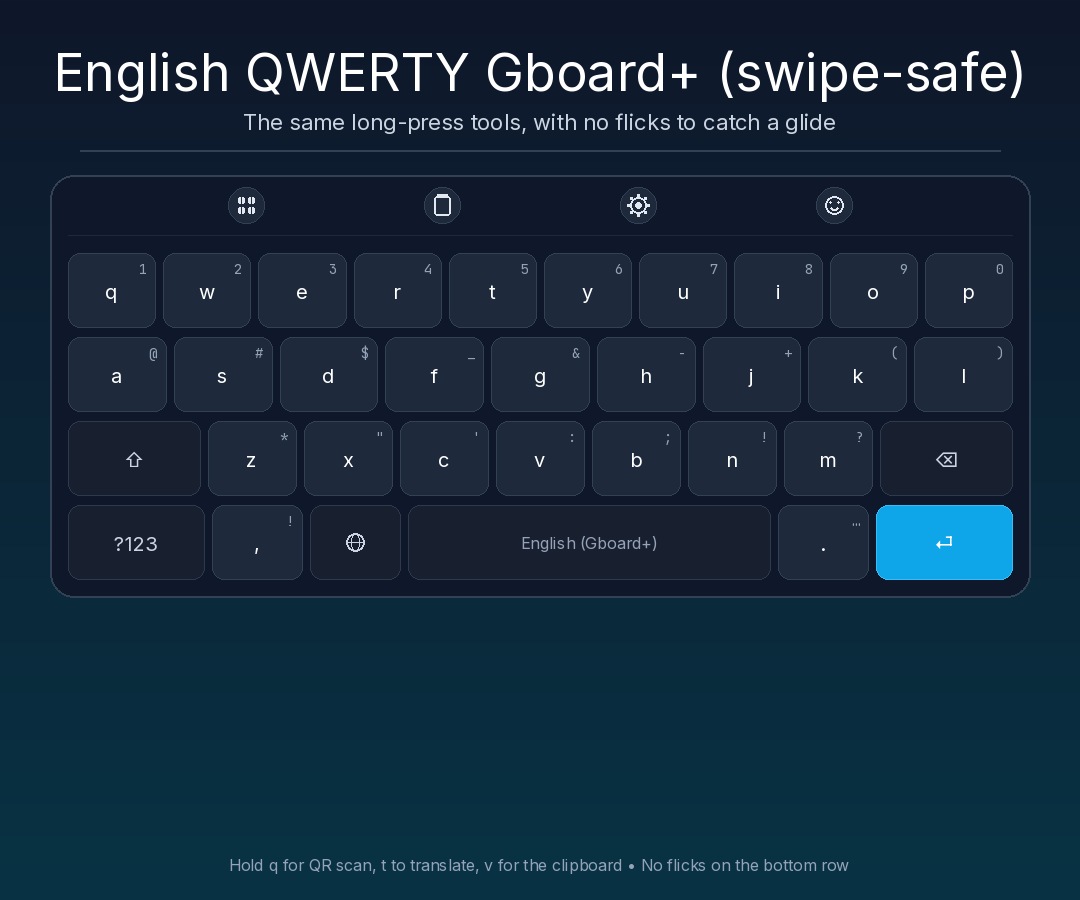 English QWERTY Gboard+ (swipe-safe)
The same long-press tools, with no flicks to catch a glide
1 2 3 4 5 6 7 8 9 0
q w e r t y u i o p
@ # $ _ & - + ( )
a s d f g h j k l
* " ' : ; ! ?
z x c v b n m
! …
?123 , English (Gboard+) .
Hold q for QR scan, t to translate, v for the clipboard • No flicks on the bottom row